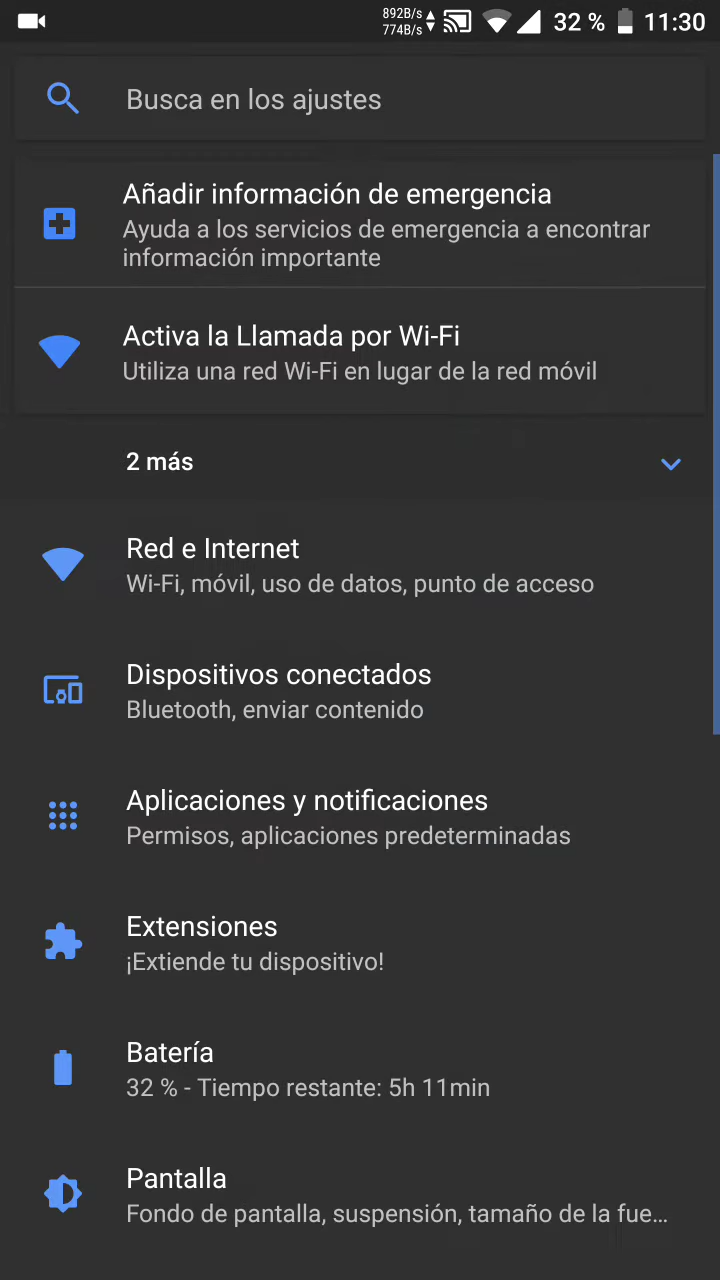 892B/s
774B/s
32 %
11:30
Busca en los ajustes
Añadir información de emergencia
Ayuda a los servicios de emergencia a encontrar
información importante
Activa la Llamada por Wi-Fi
Utiliza una red Wi-Fi en lugar de la red móvil
2 más
Red e Internet
Wi-Fi, móvil, uso de datos, punto de acceso
Dispositivos conectados
Bluetooth, enviar contenido
Aplicaciones y notificaciones
Permisos, aplicaciones predeterminadas
Extensiones
¡Extiende tu dispositivo!
Batería
32 % - Tiempo restante: 5h 11min
Pantalla
Fondo de pantalla, suspensión, tamaño de la fue…